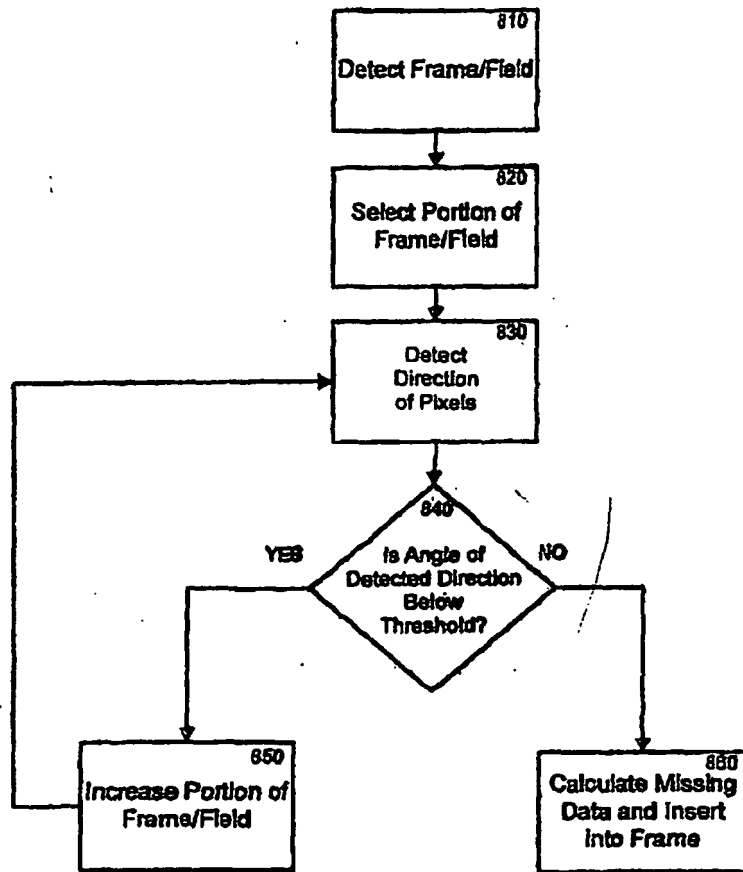 810
Detect Frame/Field
820
Select Portion of
Frame/Field
830
Detect
Direction
of Pixels
840
YES
NO
Is Angle of
Detected Direction
Below
Threshold?
850
Increase Portion of
Frame/Field
860
Calculate Missing
Data and Insert
into Frame